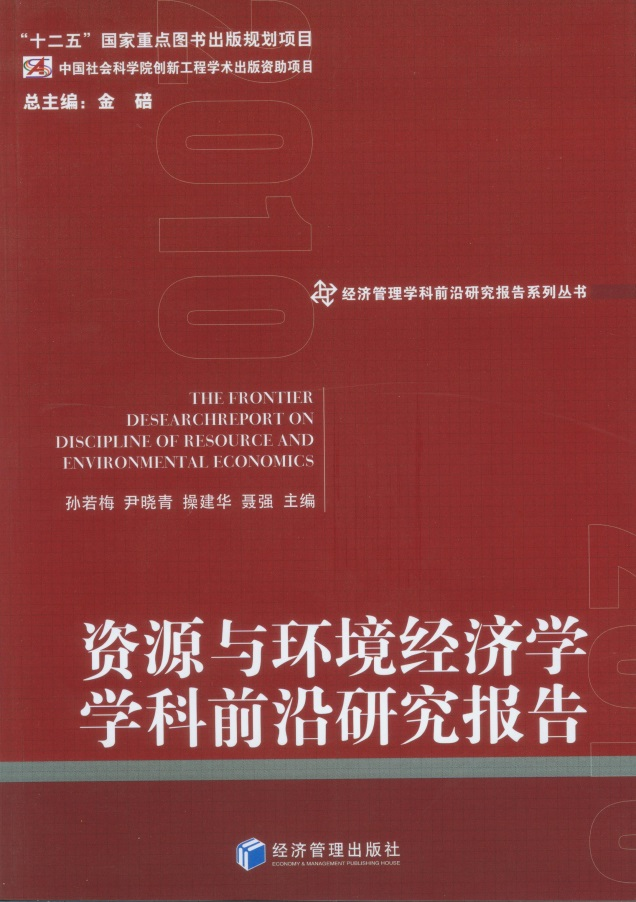 “十二五”国家重点图书出版规划项目
中国社会科学院创新工程学术出版资助项目
总主编：金 碚
2010
经济管理学科前沿研究报告系列丛书
THE FRONTIER
DESEARCHREPORT ON
DISCIPLINE OF RESOURCE AND
ENVIRONMENTAL ECONOMICS
孙若梅 尹晓青 操建华 聂强 主编
资源与环境经济学
学科前沿研究报告
经济管理出版社
ECONOMY & MANAGEMENT PUBLISHING HOUSE